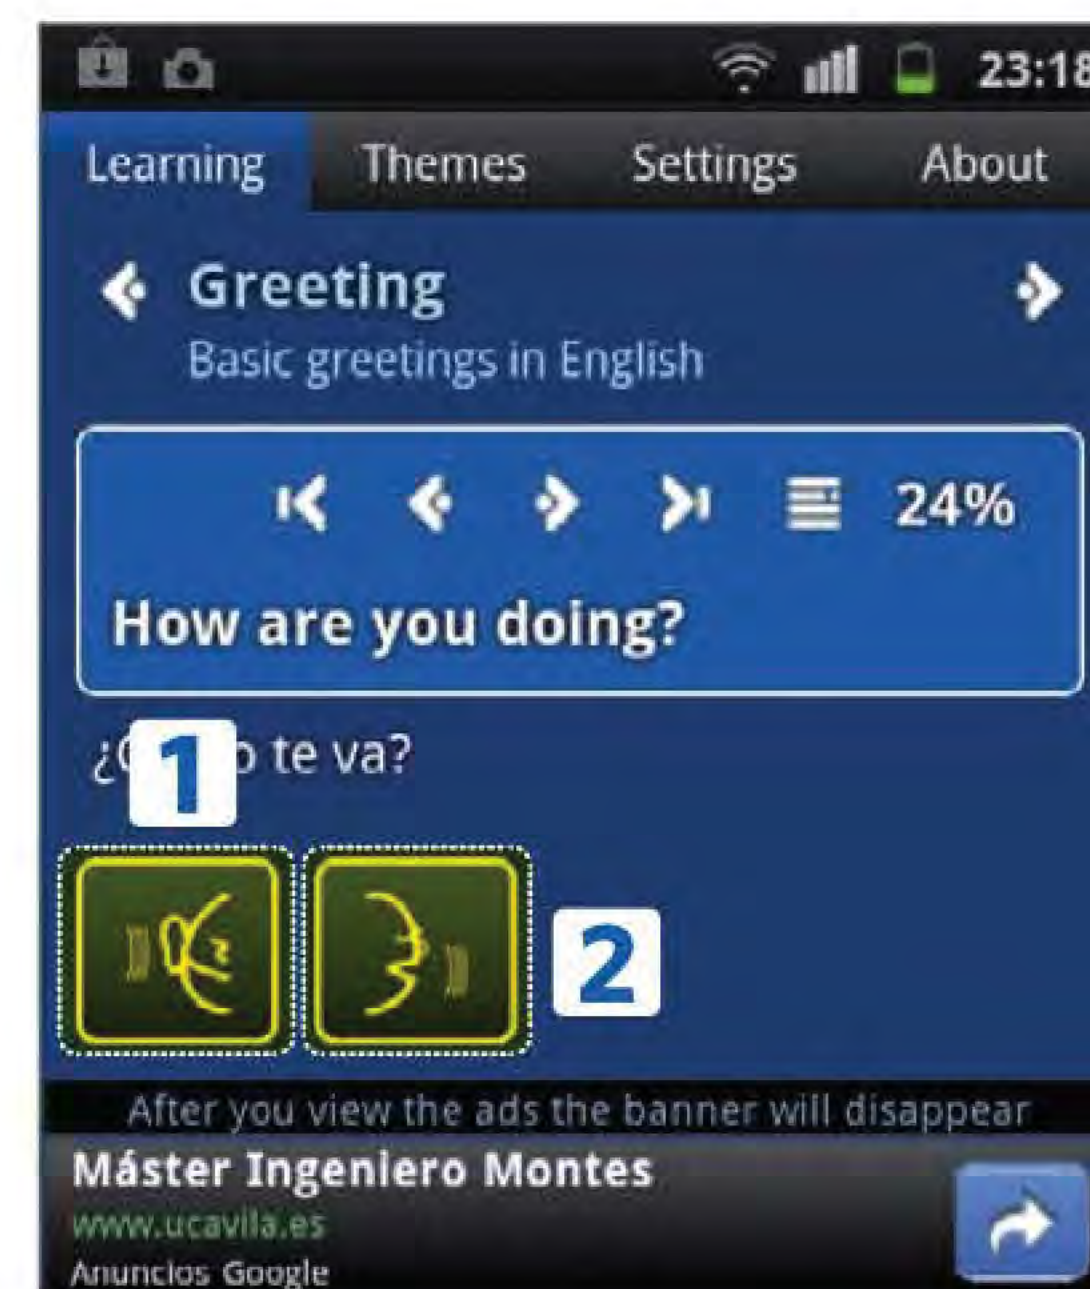 23:18
Learning Themes Settings About
Greeting
Basic greetings in English
24%
How are you doing?
te va?
1
2
After you view the ads the banner will disappear
Máster Ingeniero Montes
www.ucavila.es
Anuncios Google